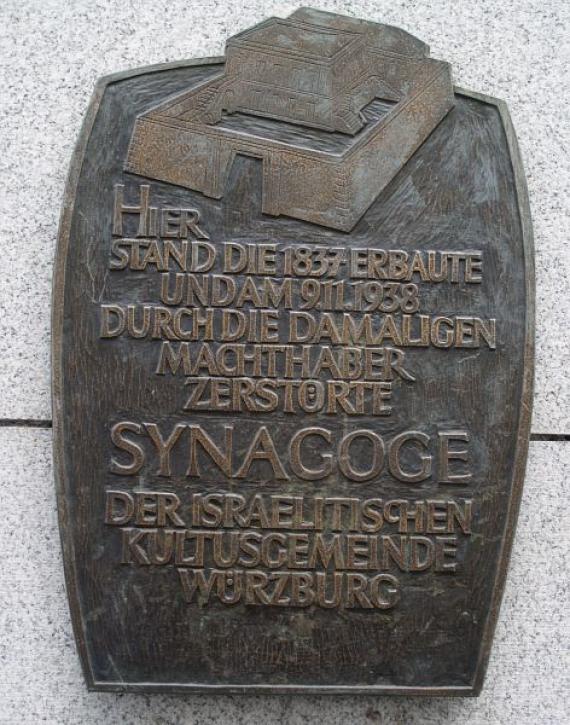 HIER
STAND DIE 1837 ERBAUTE
UND AM 9.11.1938
DURCH DIE DAMALIGEN
MACHTHABER
ZERSTÖRTE
SYNAGOGE
DER ISRAELITISCHEN
KULTUSGEMEINDE
WÜRZBURG